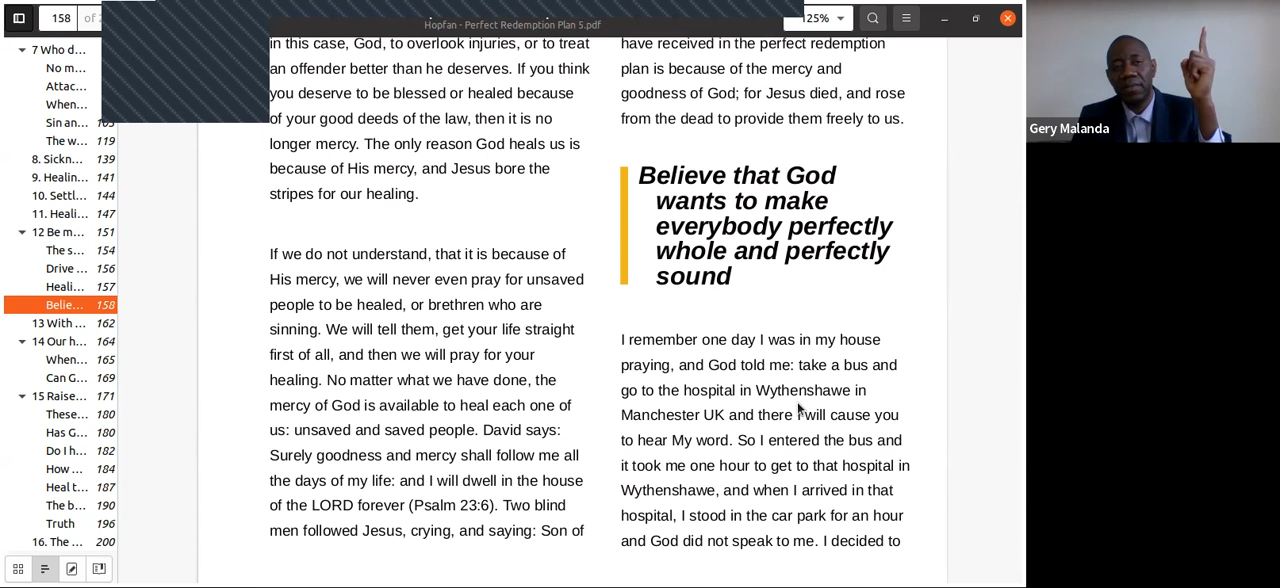 158
of
Hopfan - Perfect Redemption Plan 5.pdf
125%
7 Who d…
No m…
Attac…
When…
Sin an…
The w… 119
8. Sickn… 139
9. Healin… 141
10. Settl… 144
11. Heali… 147
12 Be m… 151
The s… 154
Drive … 156
Heali… 157
Belie… 158
13 With … 162
14 Our h… 164
When… 165
Can G… 169
15 Raise… 171
These… 180
Has G… 180
Do I h… 182
How … 184
Heal t… 187
The b… 190
Truth 196
16. The … 200
in this case, God, to overlook injuries, or to treat
an offender better than he deserves. If you think
you deserve to be blessed or healed because
of your good deeds of the law, then it is no
longer mercy. The only reason God heals us is
because of His mercy, and Jesus bore the
stripes for our healing.
If we do not understand, that it is because of
His mercy, we will never even pray for unsaved
people to be healed, or brethren who are
sinning. We will tell them, get your life straight
first of all, and then we will pray for your
healing. No matter what we have done, the
mercy of God is available to heal each one of
us: unsaved and saved people. David says:
Surely goodness and mercy shall follow me all
the days of my life: and I will dwell in the house
of the LORD forever (Psalm 23:6). Two blind
men followed Jesus, crying, and saying: Son of
have received in the perfect redemption
plan is because of the mercy and
goodness of God; for Jesus died, and rose
from the dead to provide them freely to us.
Believe that God
wants to make
everybody perfectly
whole and perfectly
sound
I remember one day I was in my house
praying, and God told me: take a bus and
go to the hospital in Wythenshawe in
Manchester UK and there I will cause you
to hear My word. So I entered the bus and
it took me one hour to get to that hospital in
Wythenshawe, and when I arrived in that
hospital, I stood in the car park for an hour
and God did not speak to me. I decided to
Gery Malanda